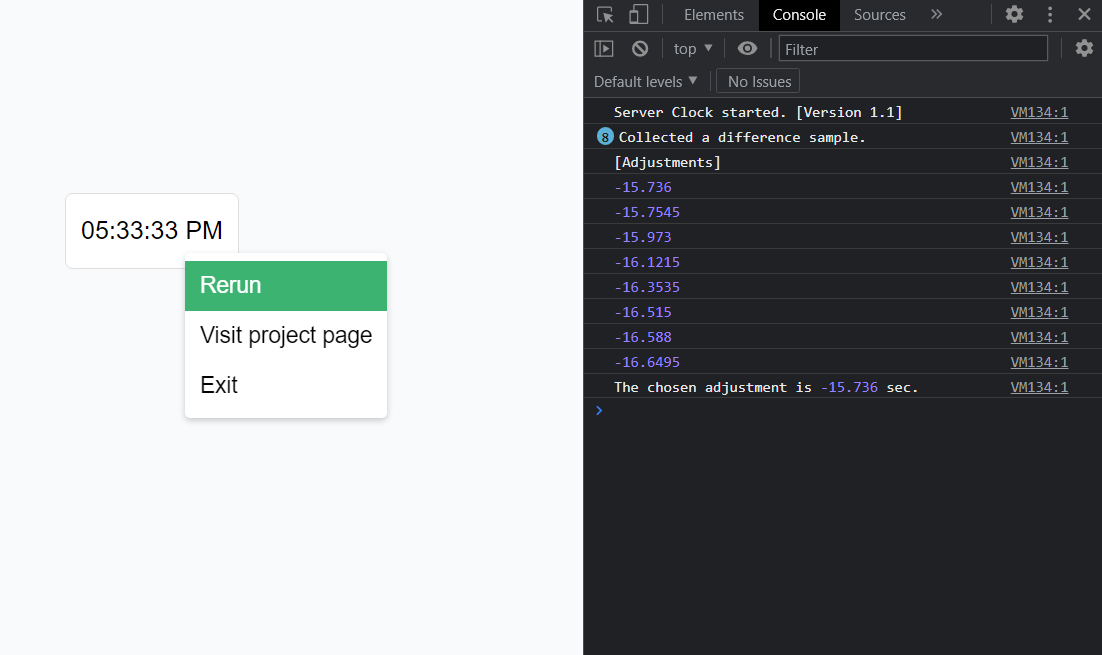 05:33:33 PM
Rerun
Visit project page
Exit
Elements Console Sources
top Filter
Default levels No Issues
Server Clock started. [Version 1.1] VM134:1
8 Collected a difference sample. VM134:1
[Adjustments] VM134:1
-15.736 VM134:1
-15.7545 VM134:1
-15.973 VM134:1
-16.1215 VM134:1
-16.3535 VM134:1
-16.515 VM134:1
-16.588 VM134:1
-16.6495 VM134:1
The chosen adjustment is -15.736 sec. VM134:1